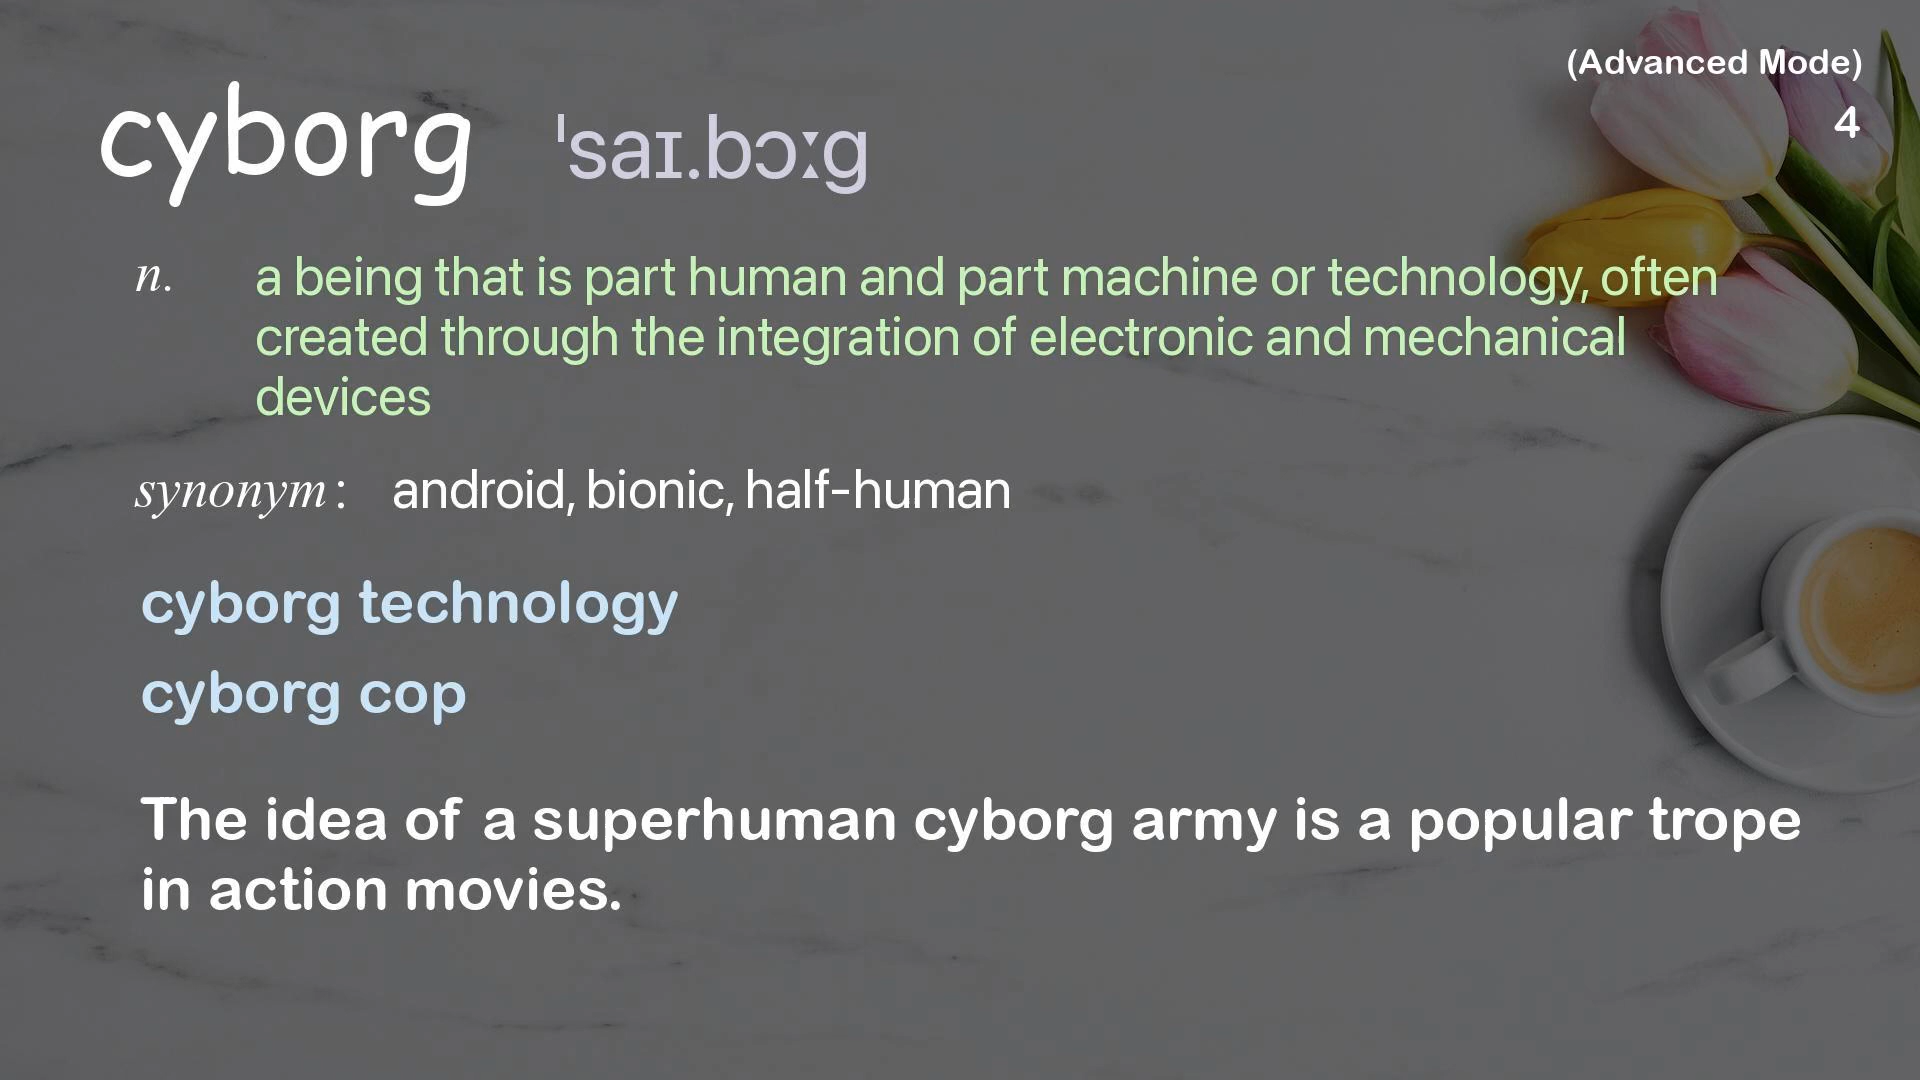 (Advanced Mode)
4
cyborg ˈsaɪ.bɔːg
n. a being that is part human and part machine or technology, often
created through the integration of electronic and mechanical
devices
synonym: android, bionic, half-human
cyborg technology
cyborg cop
The idea of a superhuman cyborg army is a popular trope
in action movies.